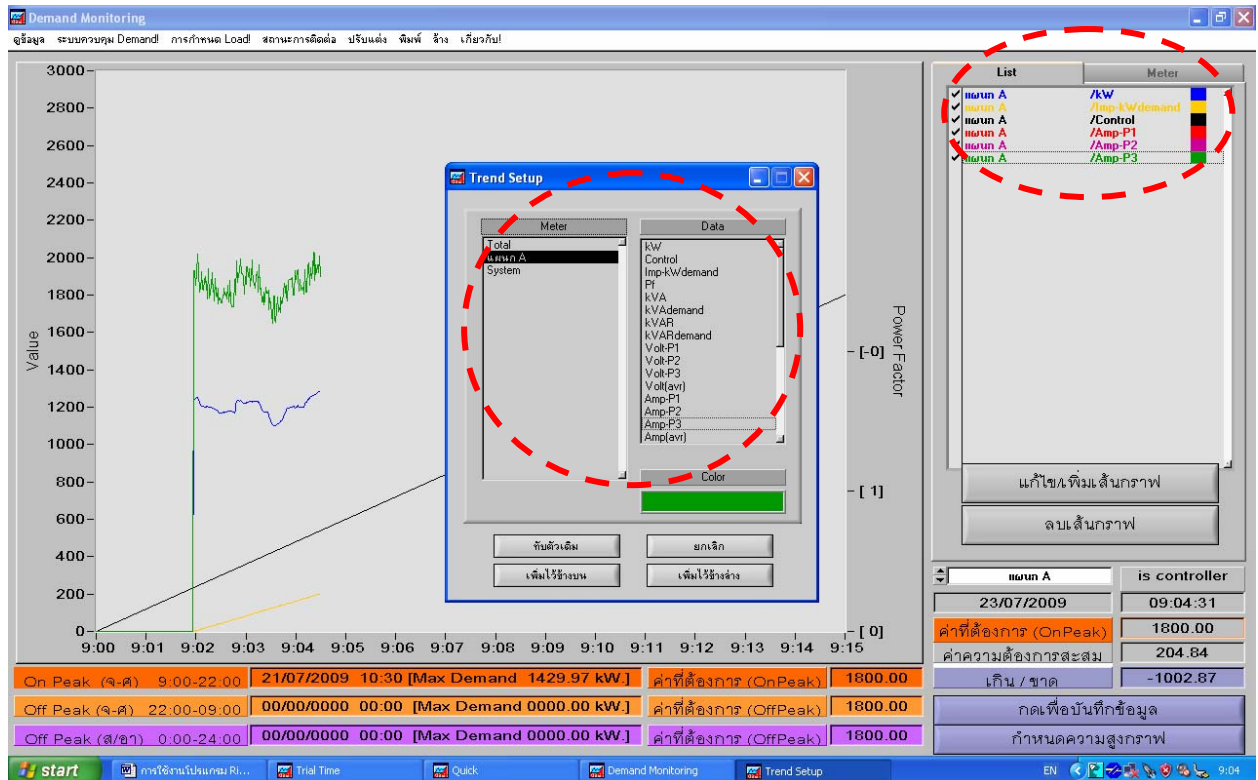 Demand Monitoring
ดูข้อมูล ระบบควบคุม Demand! การกำหนด Load! สถานะการติดต่อ ปรับแต่ง พิมพ์ ล้าง เกี่ยวกับ!
3000
2800
2600
2400
2200
2000
1800
1600
1400
1200
1000
800
600
400
200
0
Value
9:00 9:01 9:02 9:03 9:04 9:05 9:06 9:07 9:08 9:09 9:10 9:11 9:12 9:13 9:14 9:15
[-0]
[ 1]
[ 0]
Power Factor
Trend Setup
Meter
Total
แผนก A
System
Data
kW
Control
Imp-kWdemand
Pf
kVA
kVAdemand
kVAR
kVARdemand
Volt-P1
Volt-P2
Volt-P3
Volt(avr)
Amp-P1
Amp-P2
Amp-P3
Amp(avr)
Color
ทับตัวเดิม ยกเลิก
เพิ่มไว้ข้างบน เพิ่มไว้ข้างล่าง
List Meter
แผนก A /kW
แผนก A /Imp-kWdemand
แผนก A /Control
แผนก A /Amp-P1
แผนก A /Amp-P2
แผนก A /Amp-P3
แก้ไข/เพิ่มเส้นกราฟ
ลบเส้นกราฟ
แผนก A is controller
23/07/2009 09:04:31
ค่าที่ต้องการ (OnPeak) 1800.00
ค่าความต้องการสะสม 204.84
เกิน / ขาด -1002.87
กดเพื่อบันทึกข้อมูล
กำหนดความสูงกราฟ
On Peak (จ-ศ) 9:00-22:00 21/07/2009 10:30 [Max Demand 1429.97 kW.] ค่าที่ต้องการ (OnPeak) 1800.00
Off Peak (จ-ศ) 22:00-09:00 00/00/0000 00:00 [Max Demand 0000.00 kW.] ค่าที่ต้องการ (OffPeak) 1800.00
Off Peak (ส/อา) 0:00-24:00 00/00/0000 00:00 [Max Demand 0000.00 kW.] ค่าที่ต้องการ (OffPeak) 1800.00
start การใช้งานโปรแกรม Ri... Trial Time Quick Demand Monitoring Trend Setup EN 9:04